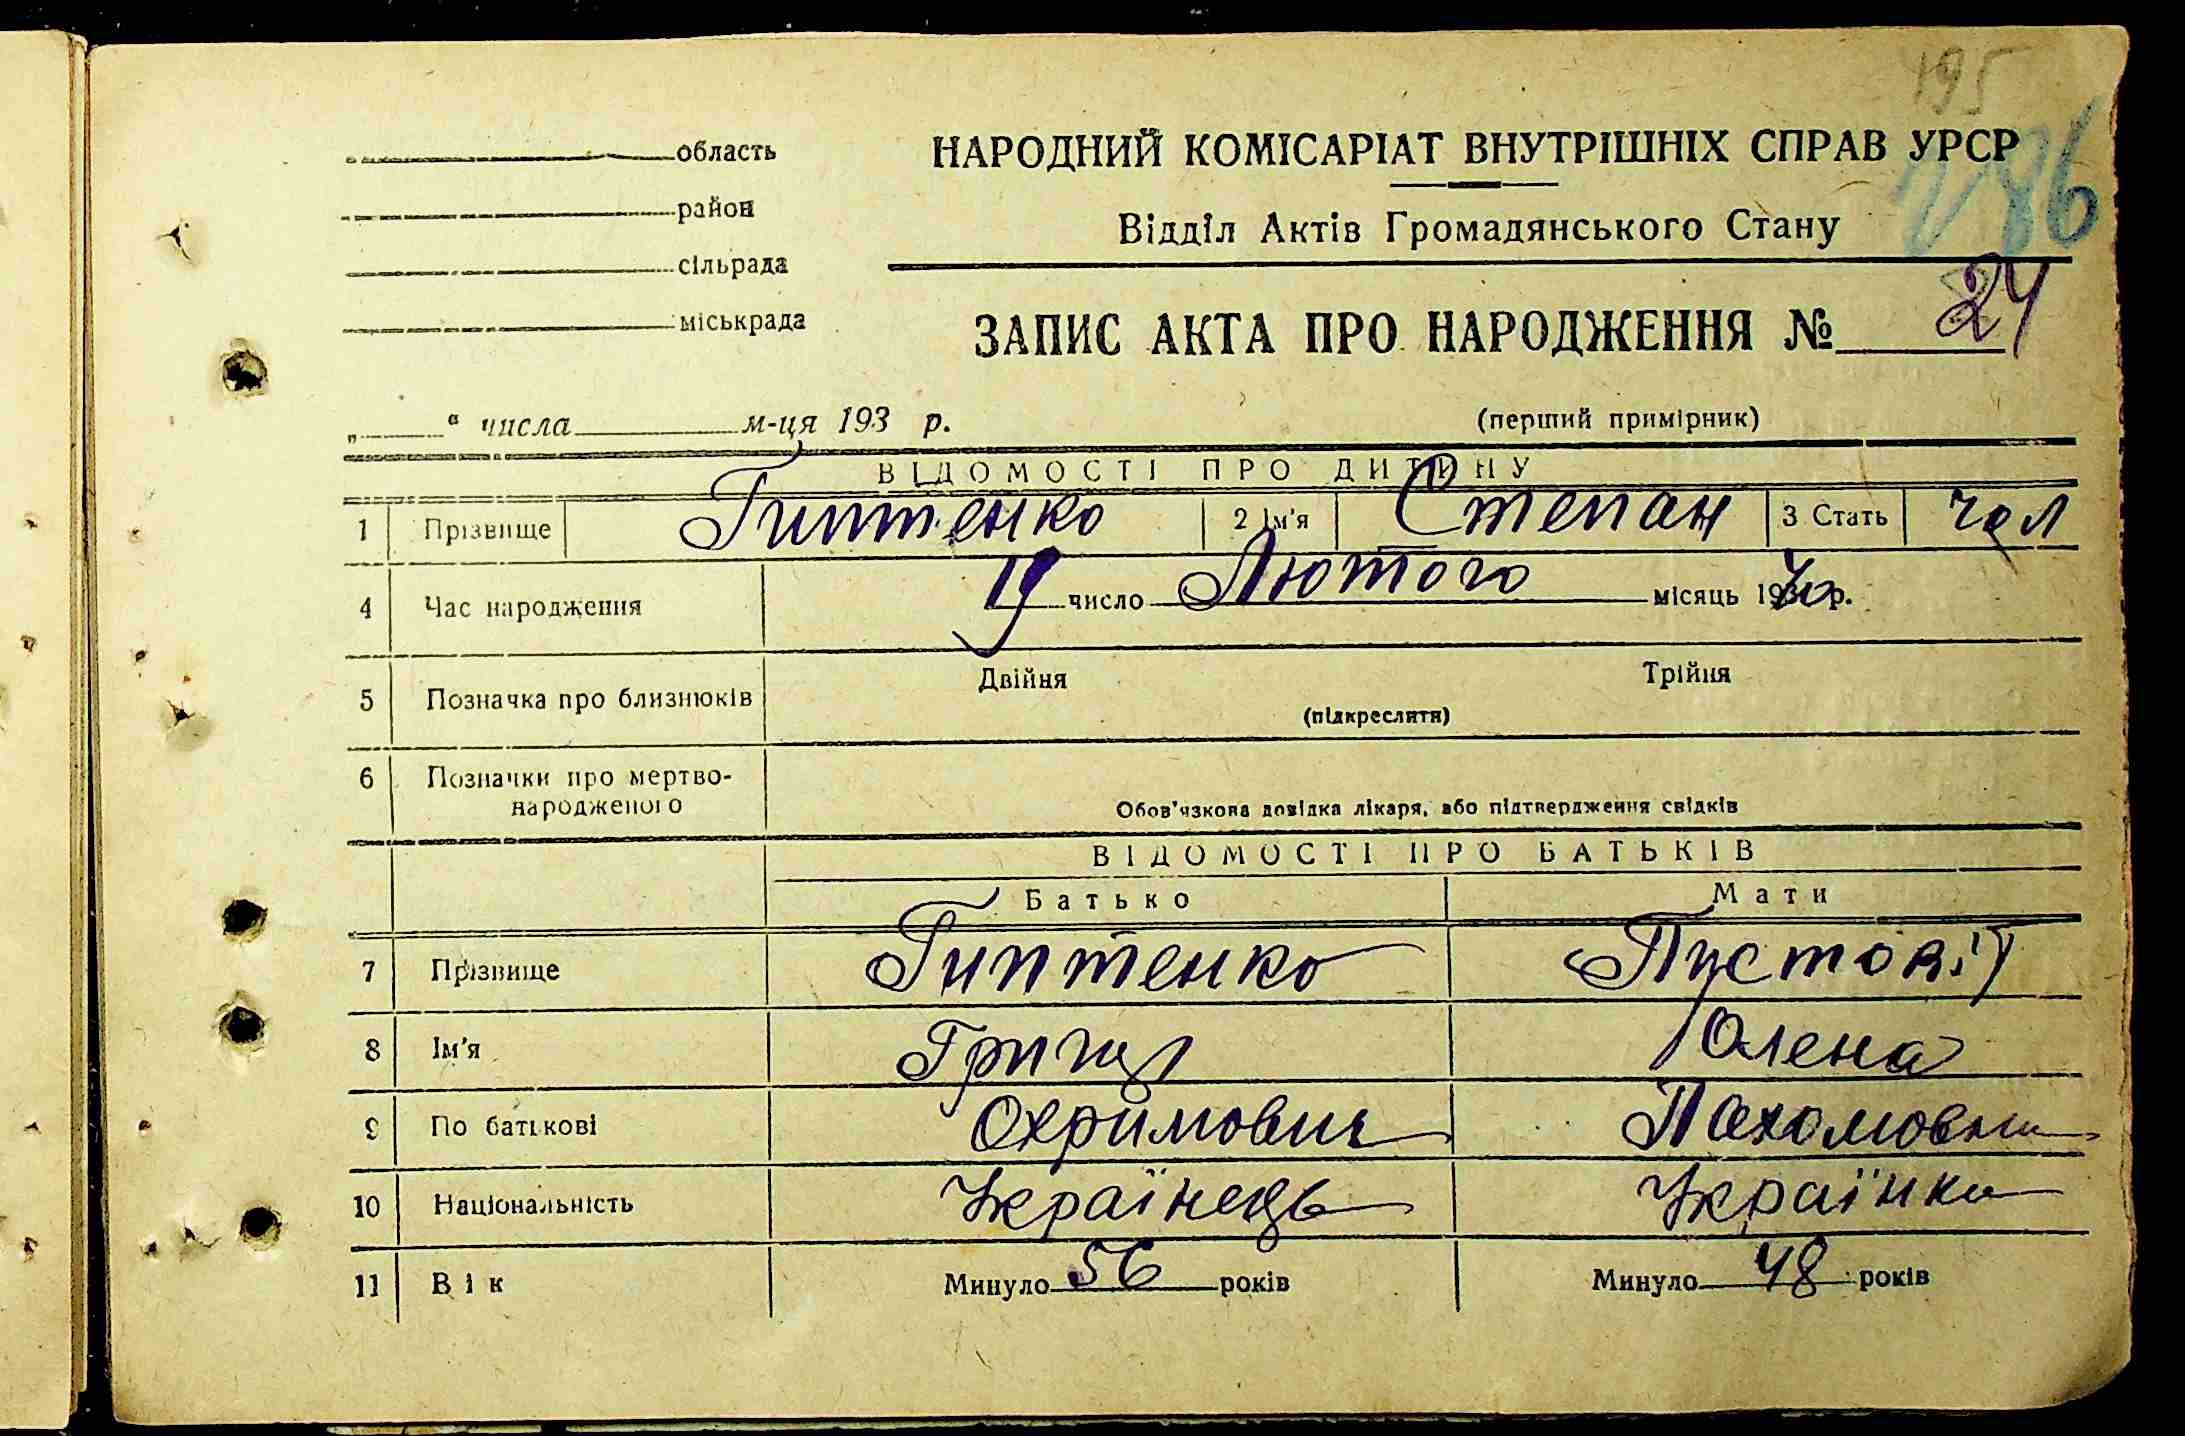 195
область
НАРОДНИЙ КОМІСАРІАТ ВНУТРІШНІХ СПРАВ УРСР
район
Відділ Актів Громадянського Стану
сільрада
міськрада
ЗАПИС АКТА ПРО НАРОДЖЕННЯ № 24
„ “ числа м-ця 193 р.
(перший примірник)
ВІДОМОСТІ ПРО ДИТИНУ
1 Прізвище Гиптенко 2 Ім'я Степан 3 Стать чол
4 Час народження 19 число Лютого місяць 1940 р.
5 Позначка про близнюків Двійня Трійня
(підкреслити)
6 Позначки про мертво-
народженого
Обов'язкова довідка лікаря, або підтвердження свідків
ВІДОМОСТІ ПРО БАТЬКІВ
Батько Мати
7 Прізвище Гиптенко Пустовіт
8 Ім'я Олена
9 По батькові Охримович Пахомовна
10 Національність Українець Українка
11 Вік Минуло 56 років Минуло 48 років